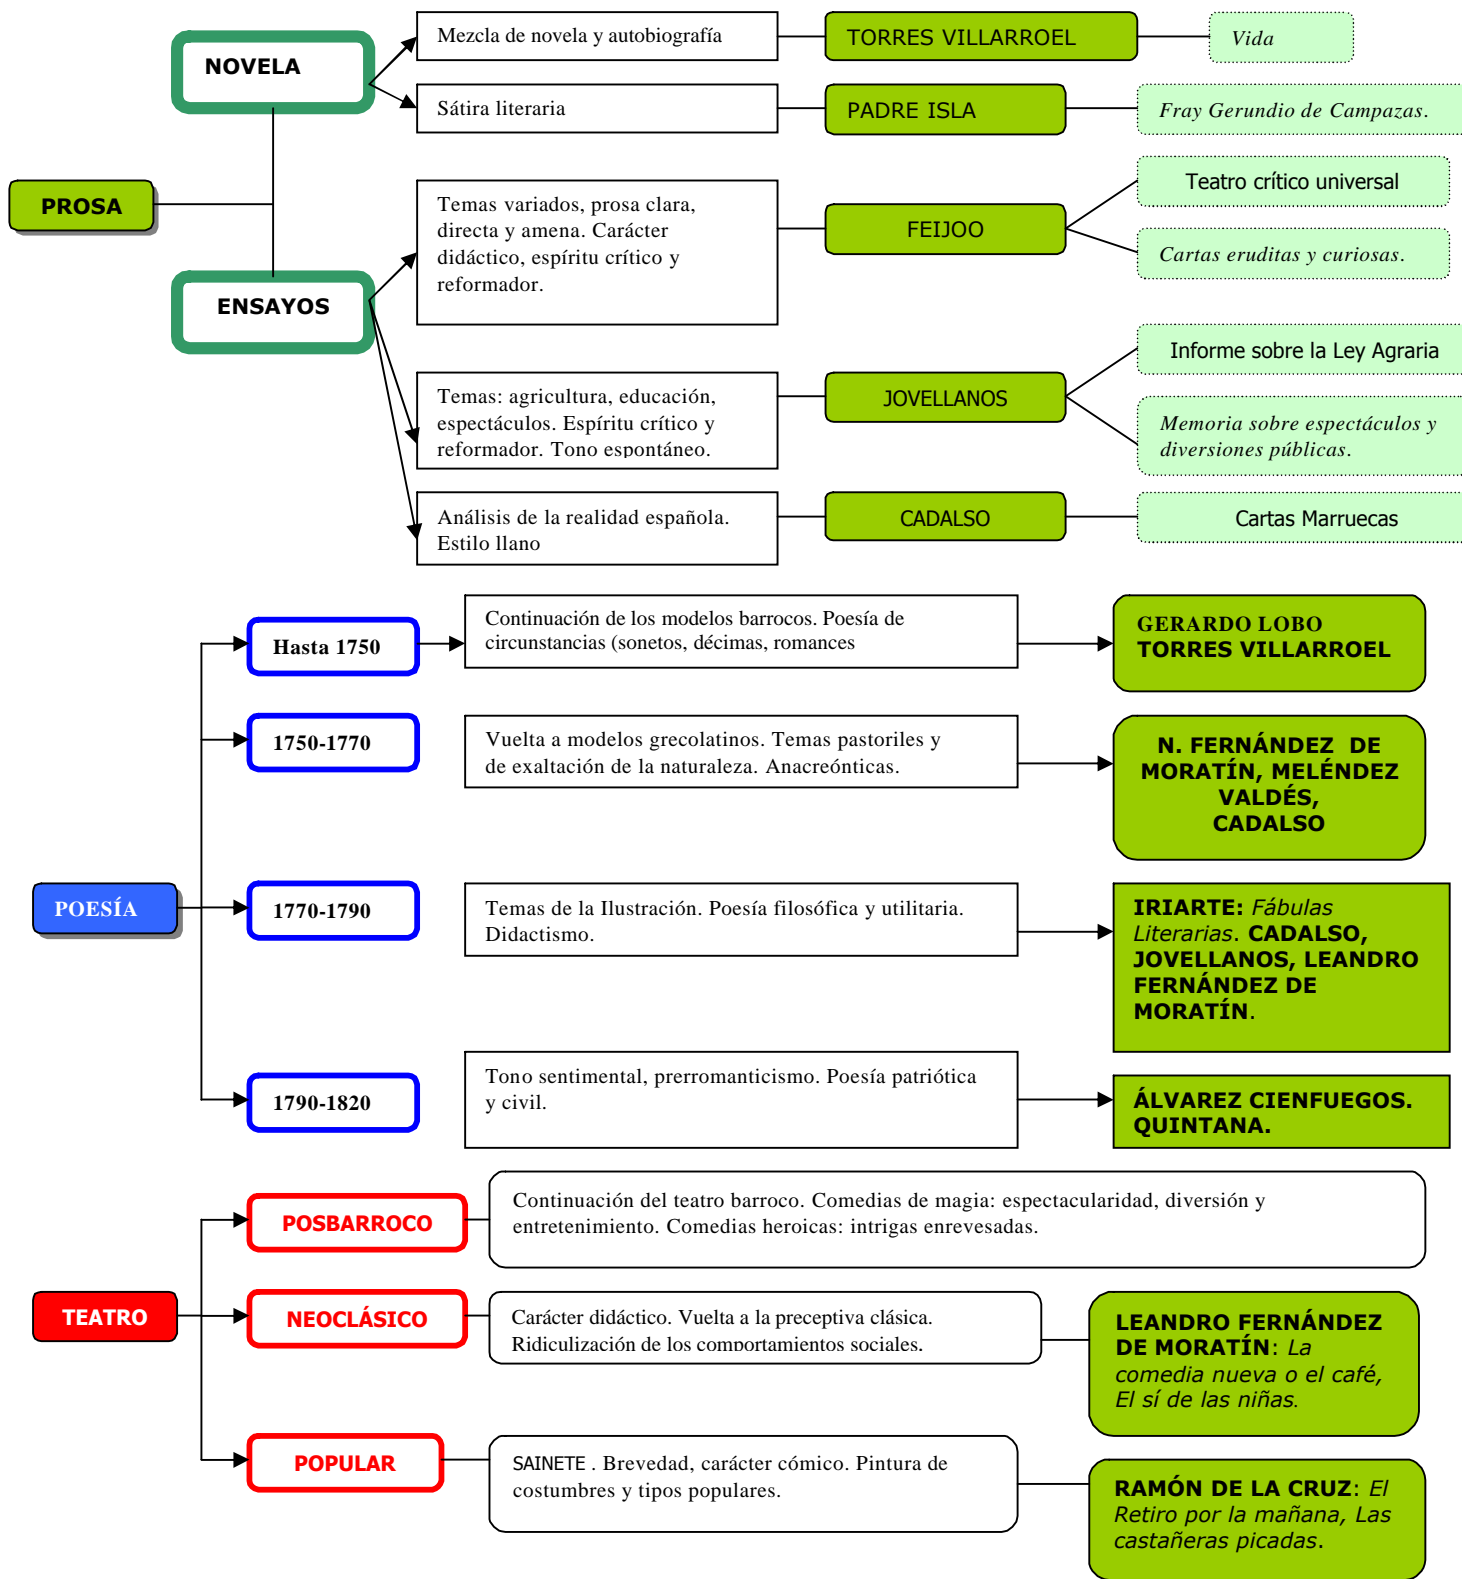 PROSA
NOVELA
Mezcla de novela y autobiografía
TORRES VILLARROEL
Vida
Sátira literaria
PADRE ISLA
Fray Gerundio de Campazas.
ENSAYOS
Temas variados, prosa clara,
directa y amena. Carácter
didáctico, espíritu crítico y
reformador.
FEIJOO
Teatro crítico universal
Cartas eruditas y curiosas.
Temas: agricultura, educación,
espectáculos. Espíritu crítico y
reformador. Tono espontáneo.
JOVELLANOS
Informe sobre la Ley Agraria
Memoria sobre espectáculos y
diversiones públicas.
Análisis de la realidad española.
Estilo llano
CADALSO
Cartas Marruecas
POESÍA
Hasta 1750
Continuación de los modelos barrocos. Poesía de
circunstancias (sonetos, décimas, romances
GERARDO LOBO
TORRES VILLARROEL
1750-1770
Vuelta a modelos grecolatinos. Temas pastoriles y
de exaltación de la naturaleza. Anacreónticas.
N. FERNÁNDEZ DE
MORATÍN, MELÉNDEZ
VALDÉS,
CADALSO
1770-1790
Temas de la Ilustración. Poesía filosófica y utilitaria.
Didactismo.
IRIARTE: Fábulas
Literarias. CADALSO,
JOVELLANOS, LEANDRO
FERNÁNDEZ DE
MORATÍN.
1790-1820
Tono sentimental, prerromanticismo. Poesía patriótica
y civil.
ÁLVAREZ CIENFUEGOS.
QUINTANA.
TEATRO
POSBARROCO
Continuación del teatro barroco. Comedias de magia: espectacularidad, diversión y
entretenimiento. Comedias heroicas: intrigas enrevesadas.
NEOCLÁSICO
Carácter didáctico. Vuelta a la preceptiva clásica.
Ridiculización de los comportamientos sociales.
LEANDRO FERNÁNDEZ
DE MORATÍN: La
comedia nueva o el café,
El sí de las niñas.
POPULAR
SAINETE . Brevedad, carácter cómico. Pintura de
costumbres y tipos populares.
RAMÓN DE LA CRUZ: El
Retiro por la mañana, Las
castañeras picadas.